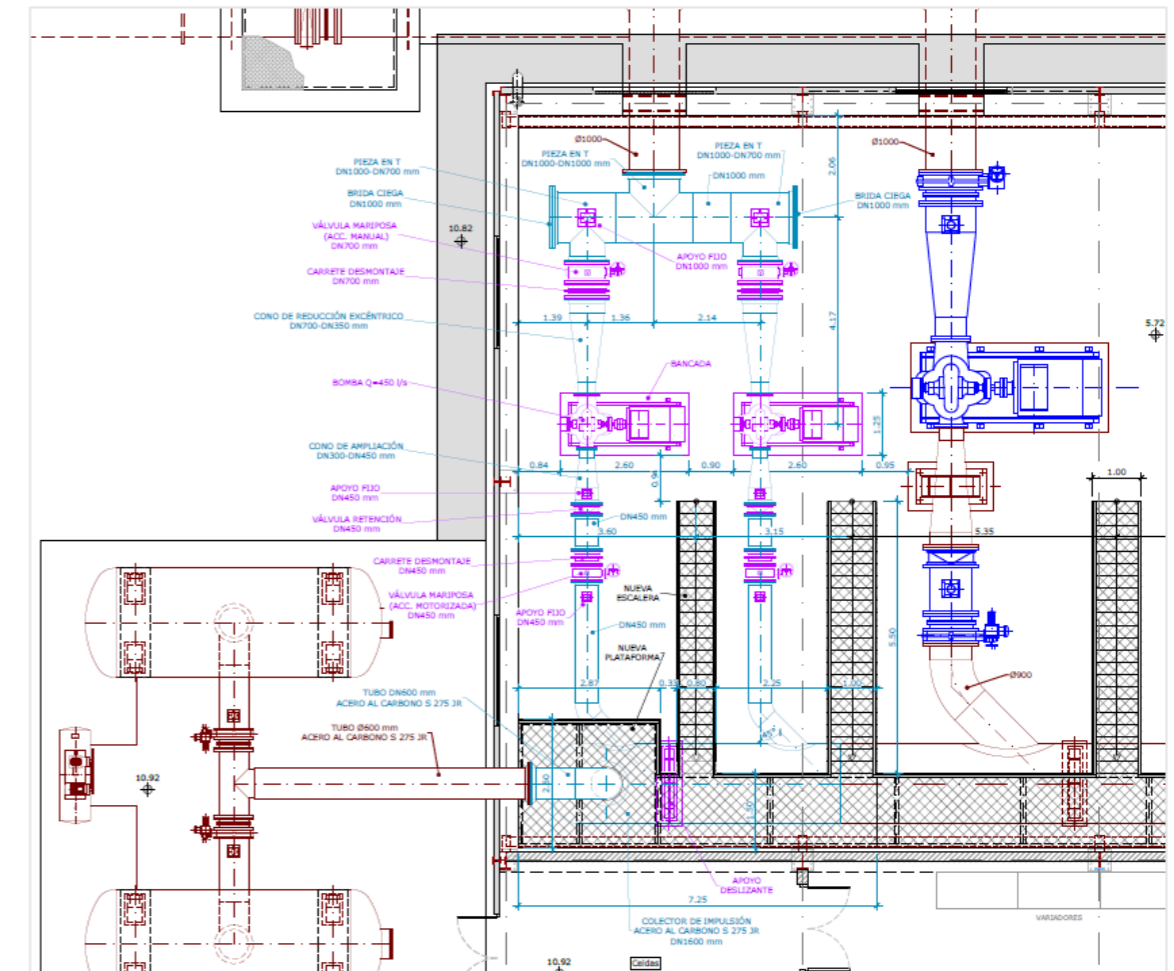 Ø1000
PIEZA EN T
DN1000-DN700 mm
PIEZA EN T
DN1000-DN1000 mm
PIEZA EN T
DN1000-DN700 mm
DN1000 mm
Ø1000
2.06
BRIDA CIEGA
DN1000 mm
BRIDA CIEGA
DN1000 mm
10.82
VÁLVULA MARIPOSA
(ACC. MANUAL)
DN700 mm
APOYO FIJO
DN1000 mm
CARRETE DESMONTAJE
DN700 mm
CONO DE REDUCCIÓN EXCÉNTRICO
DN700-DN350 mm
1.39
1.36
2.14
4.17
5.72
BANCADA
BOMBA Q=450 l/s
1.25
CONO DE AMPLIACIÓN
DN300-DN450 mm
0.84
2.60
0.90
2.60
0.95
1.00
APOYO FIJO
DN450 mm
VÁLVULA RETENCIÓN
DN450 mm
DN450 mm
3.60
3.15
5.35
CARRETE DESMONTAJE
DN450 mm
VÁLVULA MARIPOSA
(ACC. MOTORIZADA)
DN450 mm
NUEVA
ESCALERA
APOYO FIJO
DN450 mm
DN450 mm
NUEVA
PLATAFORMA
5.50
2.87
0.33
0.80
2.25
1.00
Ø900
TUBO DN600 mm
ACERO AL CARBONO S 275 JR
TUBO Ø600 mm
ACERO AL CARBONO S 275 JR
45°
10.92
1.50
APOYO
DESLIZANTE
7.25
COLECTOR DE IMPULSIÓN
ACERO AL CARBONO S 275 JR
DN1600 mm
VARIADORES
10.92
Celdas